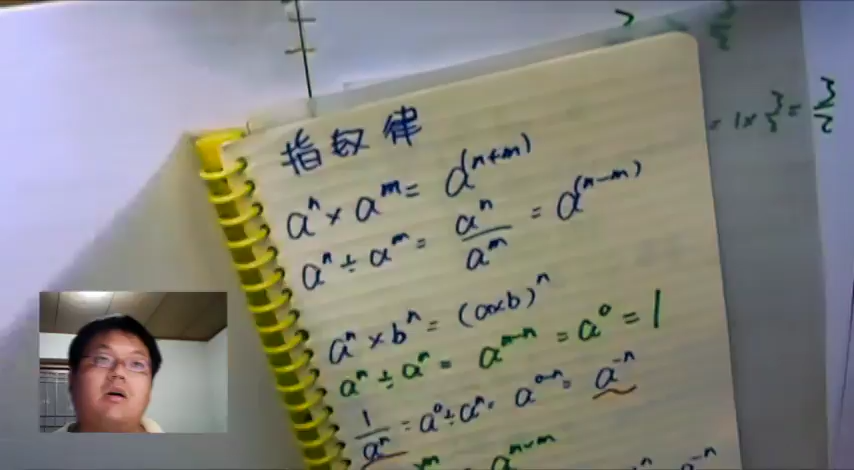 指数律
aⁿ × aᵐ = a⁽ⁿ⁺ᵐ⁾
aⁿ ÷ aᵐ = aⁿ/aᵐ = a⁽ⁿ⁻ᵐ⁾
aⁿ × bⁿ = (a×b)ⁿ
aⁿ ÷ aⁿ = aⁿ⁻ⁿ = a⁰ = 1
1/aⁿ = a⁰ ÷ aⁿ = a⁰⁻ⁿ = a⁻ⁿ